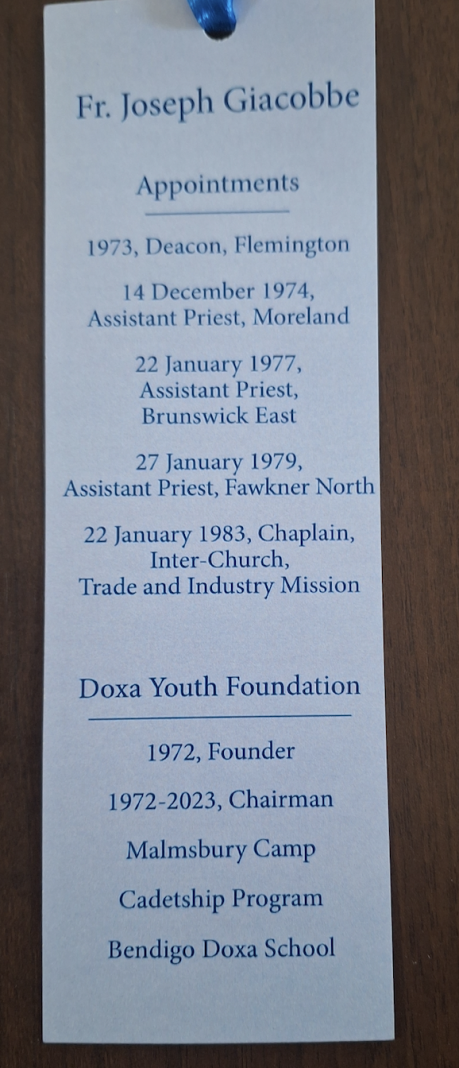 Fr. Joseph Giacobbe
Appointments
1973, Deacon, Flemington
14 December 1974,
Assistant Priest, Moreland
22 January 1977,
Assistant Priest,
Brunswick East
27 January 1979,
Assistant Priest, Fawkner North
22 January 1983, Chaplain,
Inter-Church,
Trade and Industry Mission
Doxa Youth Foundation
1972, Founder
1972-2023, Chairman
Malmsbury Camp
Cadetship Program
Bendigo Doxa School